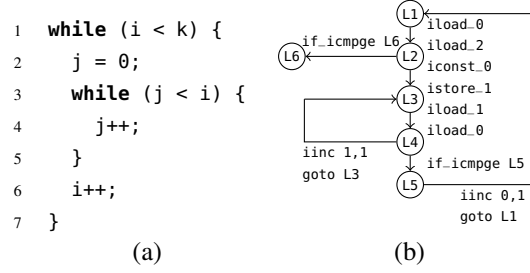 1 while (i < k) {
2 j = 0;
3 while (j < i) {
4 j++;
5 }
6 i++;
7 }
(a)
L1
iload_0
if_icmpge L6
iload_2
L6
L2
iconst_0
istore_1
L3
iload_1
iload_0
L4
iinc 1,1
if_icmpge L5
goto L3
L5
iinc 0,1
goto L1
(b)